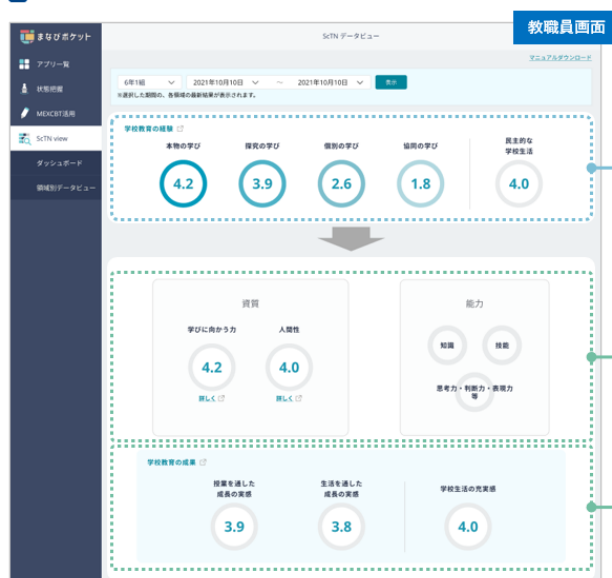 教職員画面
まなびポケット
ScTN データビュー
マニュアルダウンロード
アプリ一覧
状態把握
MEXCBT活用
ScTN view
ダッシュボード
領域別データビュー
6年1組
2021年10月10日
～
2021年10月10日
表示
※選択した期間の、各領域の最新結果が表示されます。
学校教育の経験
本物の学び
探究の学び
個別の学び
協同の学び
民主的な
学校生活
4.2
3.9
2.6
1.8
4.0
資質
能力
学びに向かう力
人間性
4.2
4.0
詳しく
詳しく
知識
技能
思考力・判断力・表現力
等
学校教育の成果
授業を通した
成長の実感
生活を通した
成長の実感
学校生活の充実感
3.9
3.8
4.0